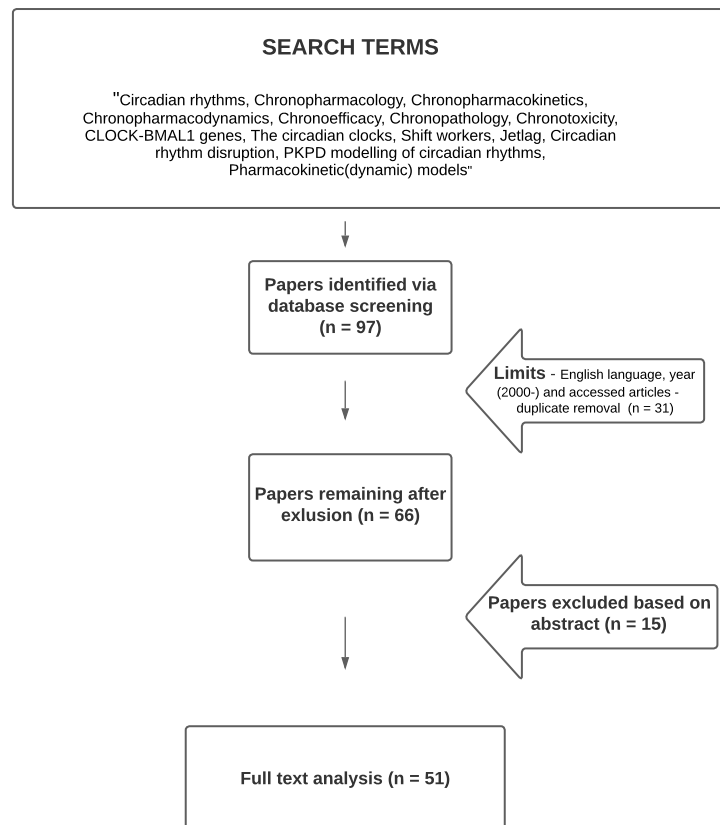 SEARCH TERMS
"Circadian rhythms, Chronopharmacology, Chronopharmacokinetics,
Chronopharmacodynamics, Chronoefficacy, Chronopathology, Chronotoxicity,
CLOCK-BMAL1 genes, The circadian clocks, Shift workers, Jetlag, Circadian
rhythm disruption, PKPD modelling of circadian rhythms,
Pharmacokinetic(dynamic) models"
Papers identified via
database screening
(n = 97)
Limits - English language, year
(2000-) and accessed articles -
duplicate removal (n = 31)
Papers remaining after
exlusion (n = 66)
Papers excluded based on
abstract (n = 15)
Full text analysis (n = 51)